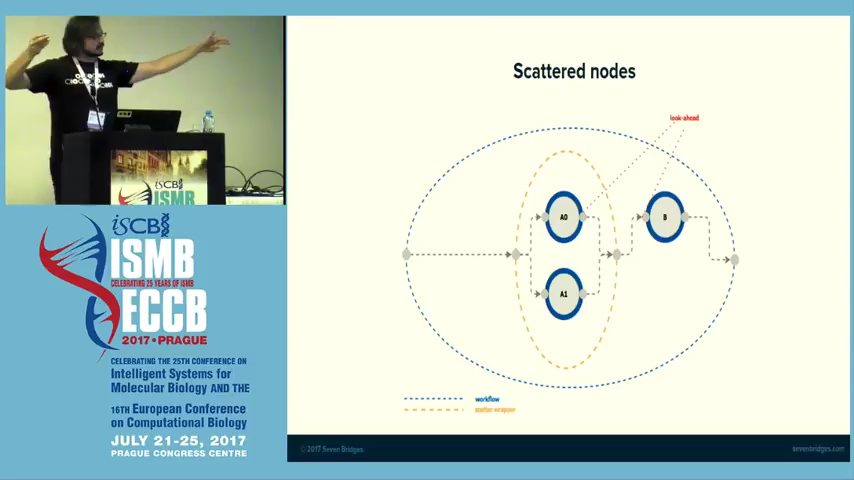 iSCB
ISMB
iSCB
ISMB
CELEBRATING 25 YEARS OF ISMB
ECCB
2017 • PRAGUE
CELEBRATING THE 25TH CONFERENCE ON
Intelligent Systems for
Molecular Biology AND THE
16TH European Conference
on Computational Biology
JULY 21-25, 2017
PRAGUE CONGRESS CENTRE
Scattered nodes
look-ahead
A0
B
A1
workflow
scatter-wrapper
© 2017 Seven Bridges
sevenbridges.com